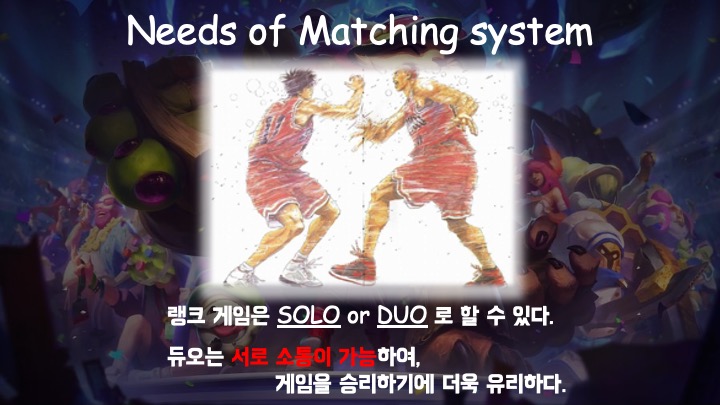 Needs of Matching system
11
랭크 게임은 SOLO or DUO 로 할 수 있다.
듀오는 서로 소통이 가능하여,
게임을 승리하기에 더욱 유리하다.